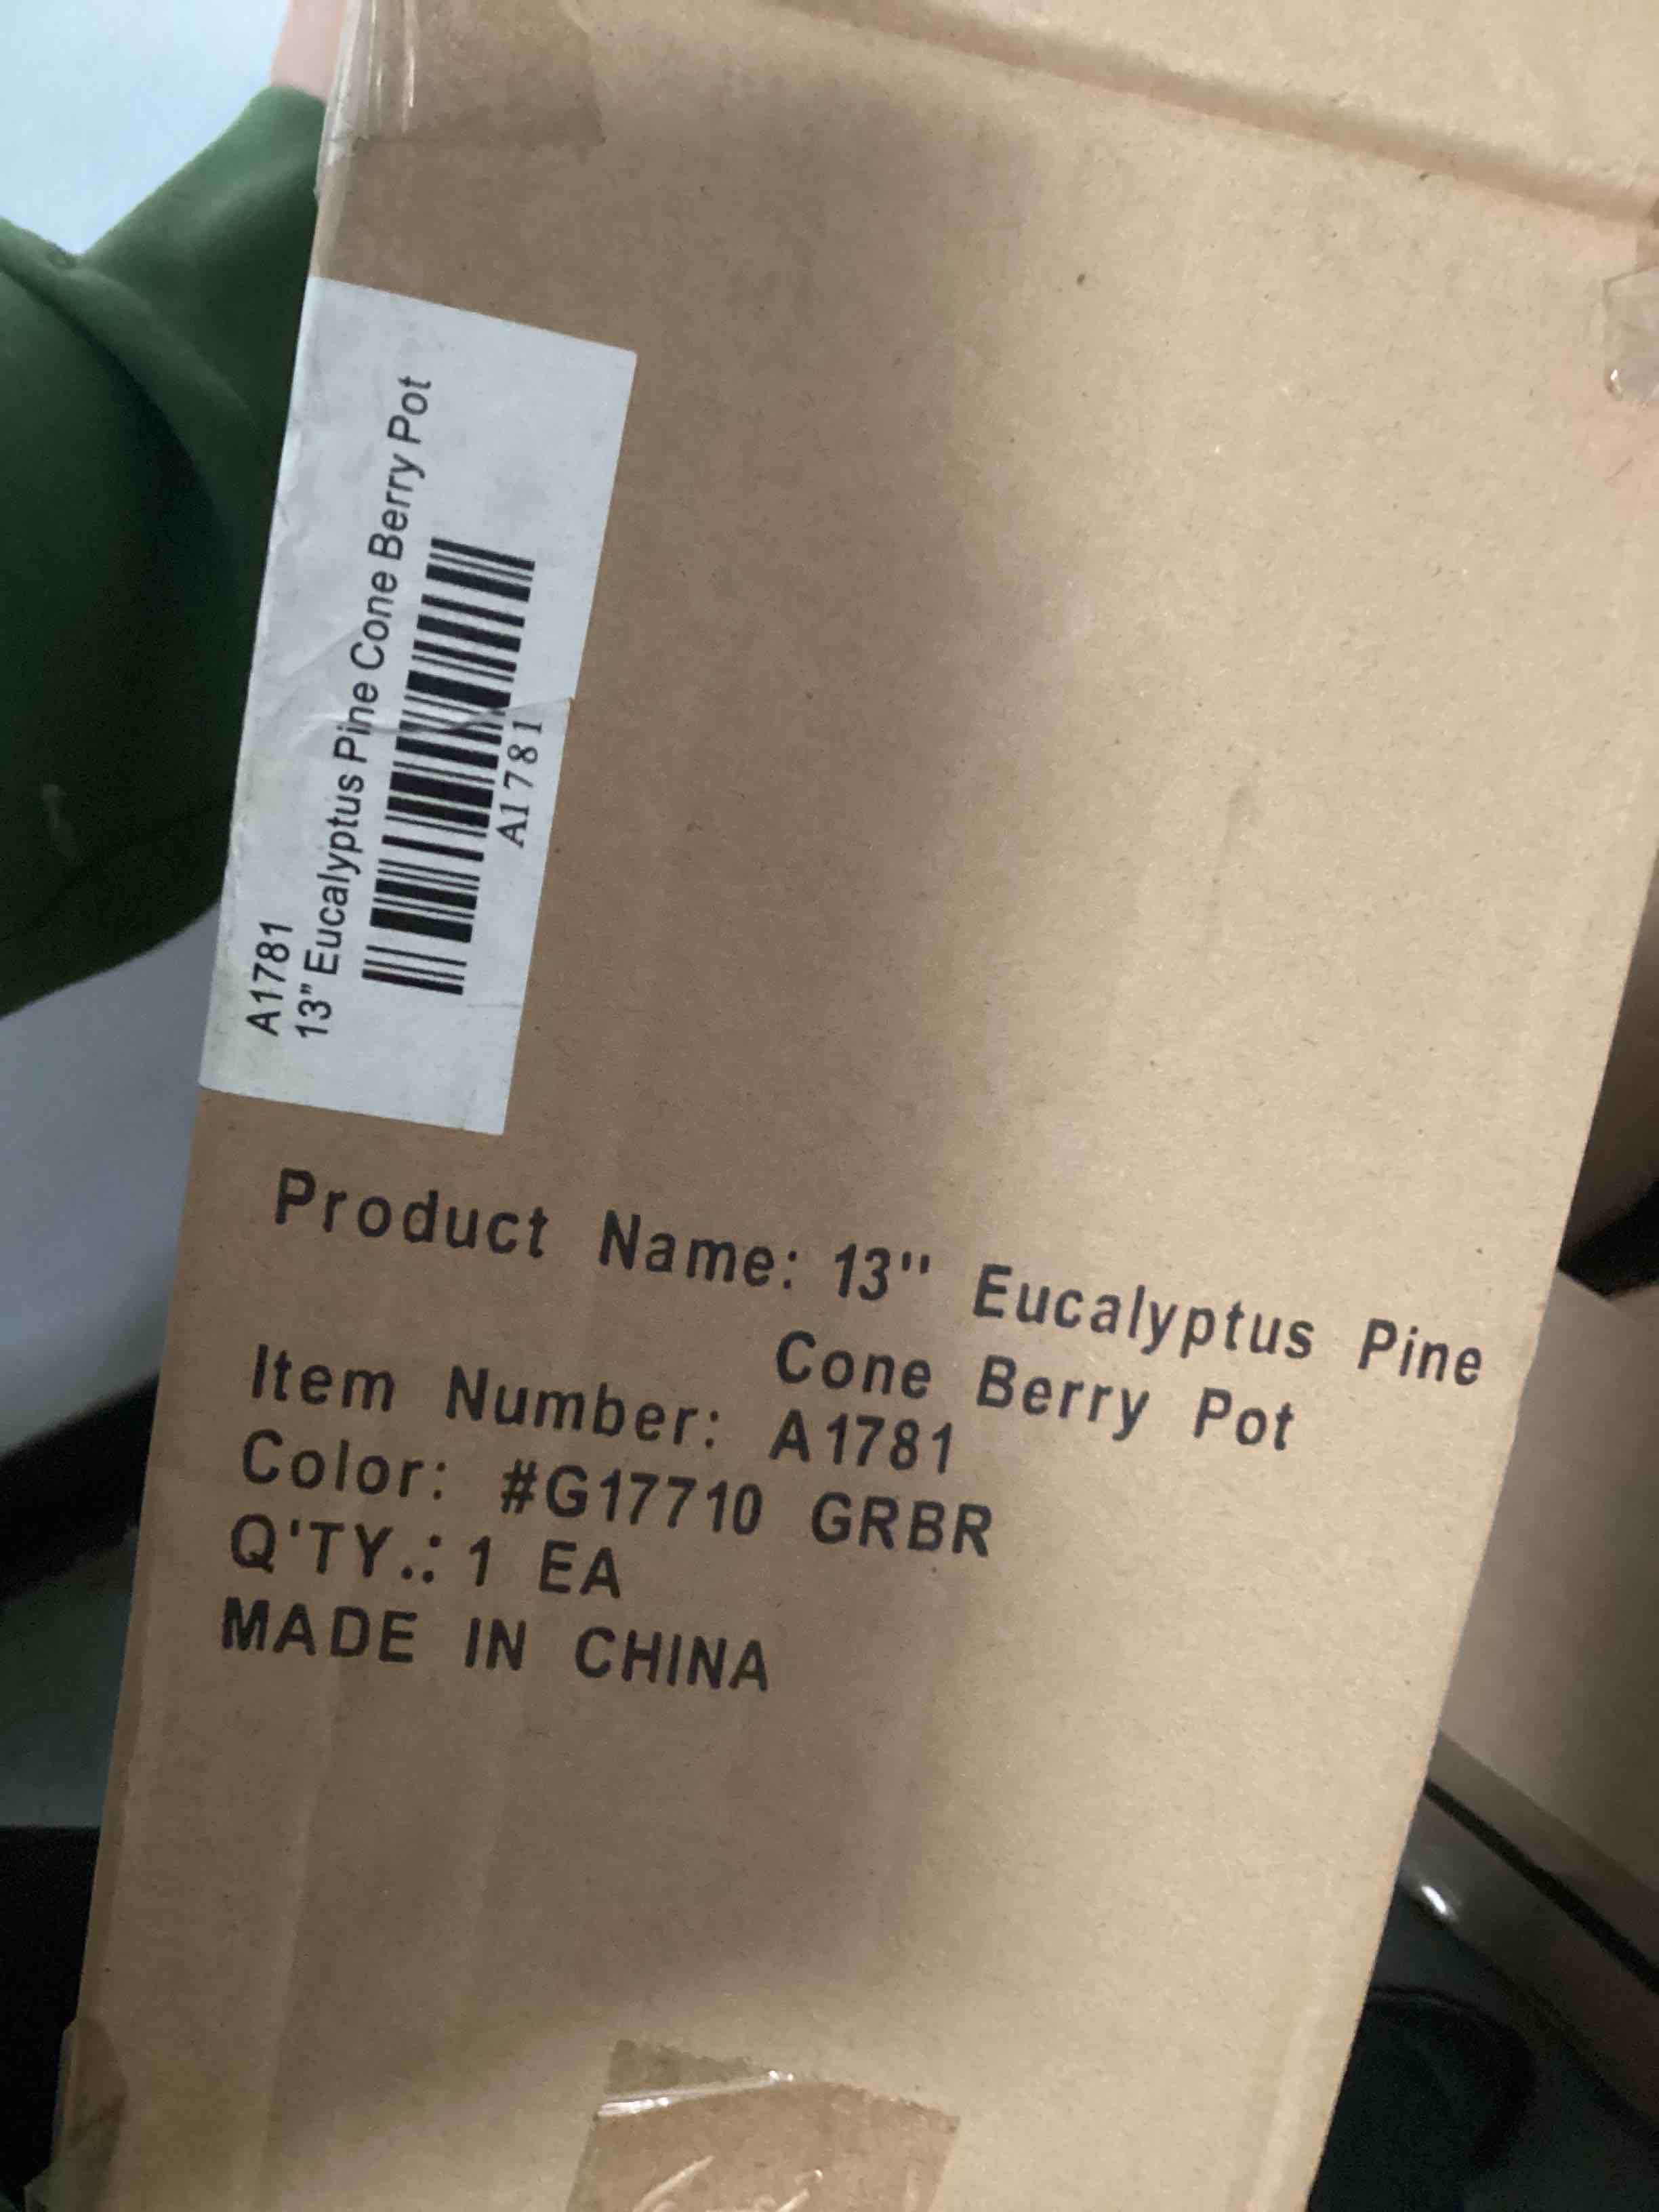 A1781
13" Eucalyptus Pine Cone Berry Pot
A1781
Product Name: 13" Eucalyptus Pine
Cone Berry Pot
Item Number: A1781
Color: #G17710 GRBR
Q'TY.: 1 EA
MADE IN CHINA